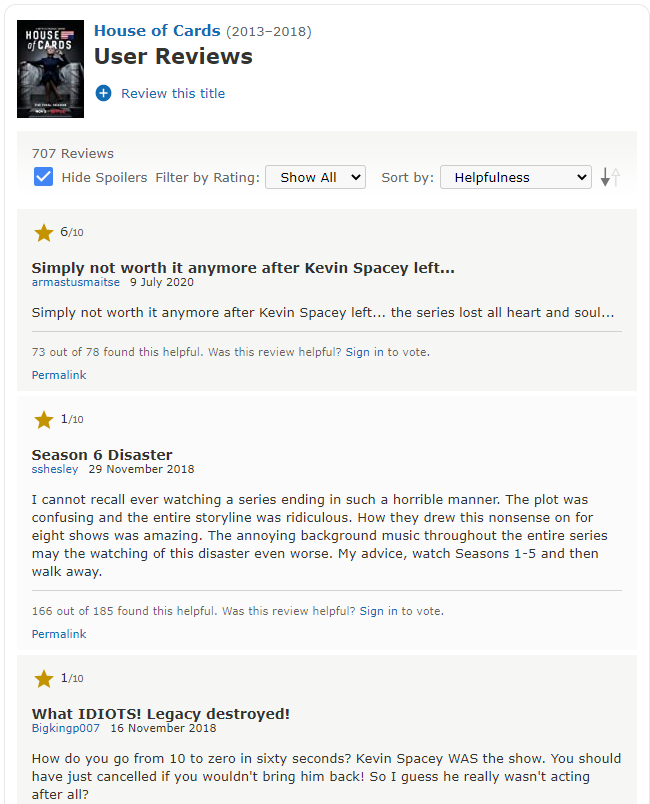 HOUSE
of CARDS
THE FINAL SEASON
House of Cards (2013–2018)
User Reviews
Review this title
707 Reviews
Hide Spoilers Filter by Rating: Show All Sort by: Helpfulness
6/10
Simply not worth it anymore after Kevin Spacey left...
armastusmaitse 9 July 2020
Simply not worth it anymore after Kevin Spacey left... the series lost all heart and soul...
73 out of 78 found this helpful. Was this review helpful? Sign in to vote.
Permalink
1/10
Season 6 Disaster
sshesley 29 November 2018
I cannot recall ever watching a series ending in such a horrible manner. The plot was
confusing and the entire storyline was ridiculous. How they drew this nonsense on for
eight shows was amazing. The annoying background music throughout the entire series
may the watching of this disaster even worse. My advice, watch Seasons 1-5 and then
walk away.
166 out of 185 found this helpful. Was this review helpful? Sign in to vote.
Permalink
1/10
What IDIOTS! Legacy destroyed!
Bigkingp007 16 November 2018
How do you go from 10 to zero in sixty seconds? Kevin Spacey WAS the show. You should
have just cancelled if you wouldn't bring him back! So I guess he really wasn't acting
after all?